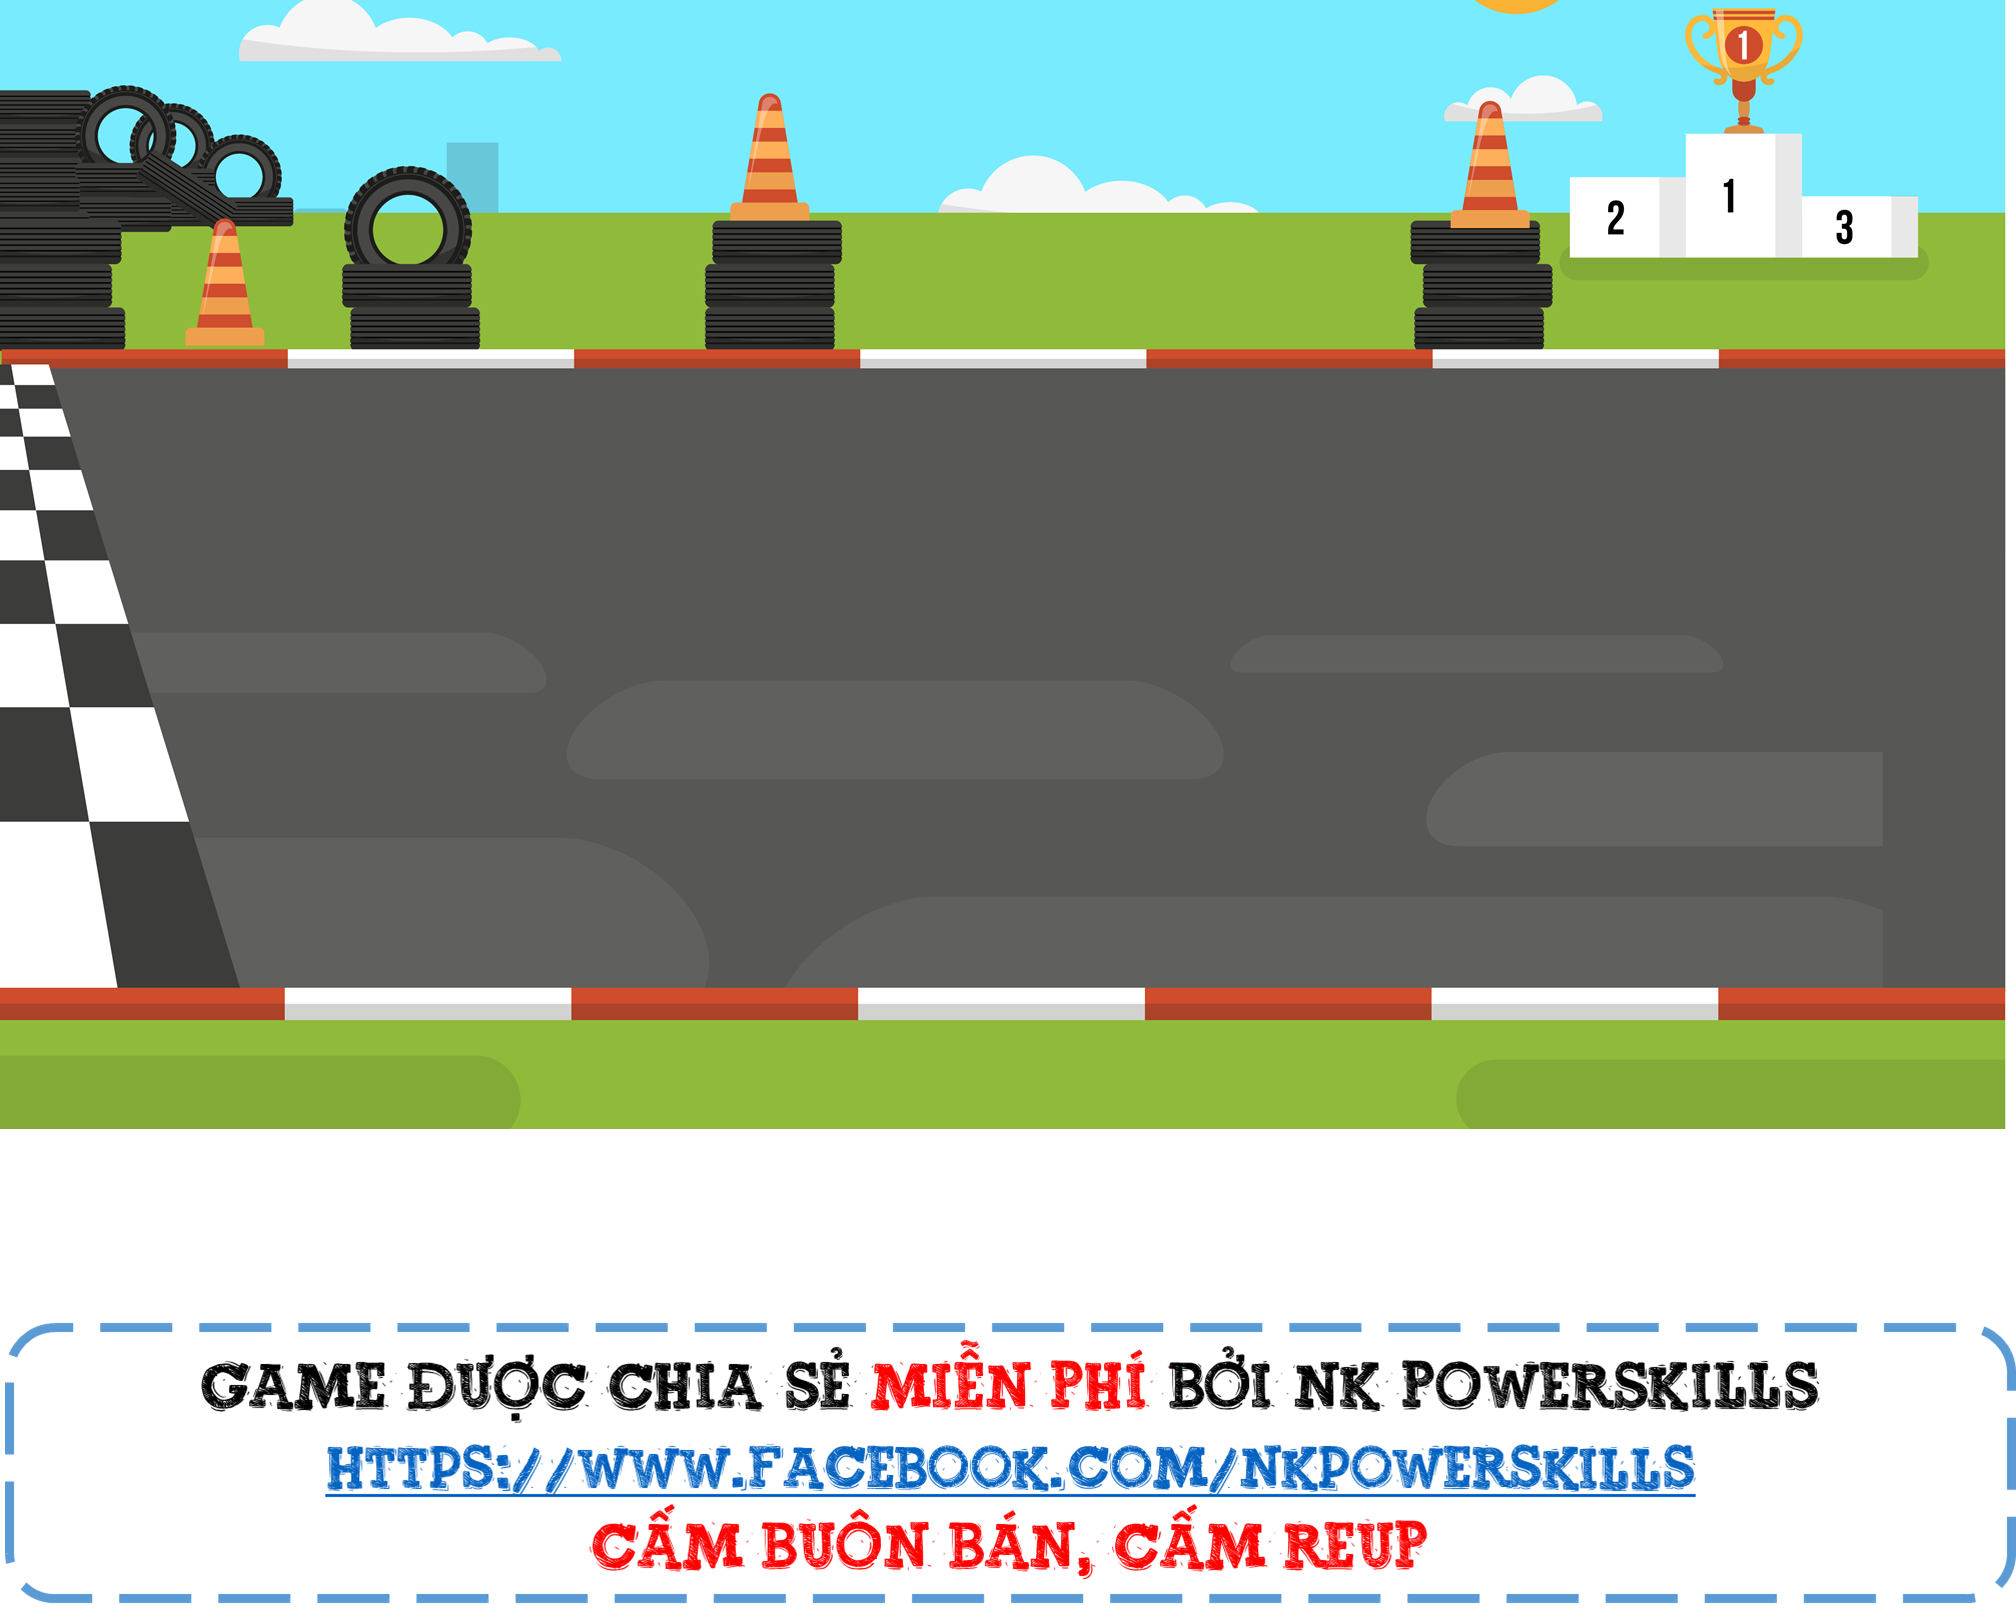 1
2
1
3
GAME ĐƯỢC CHIA SẺ MIỄN PHÍ BỞI NK POWERSKILLS
HTTPS://WWW.FACEBOOK.COM/NKPOWERSKILLS
CẤM BUÔN BÁN, CẤM REUP